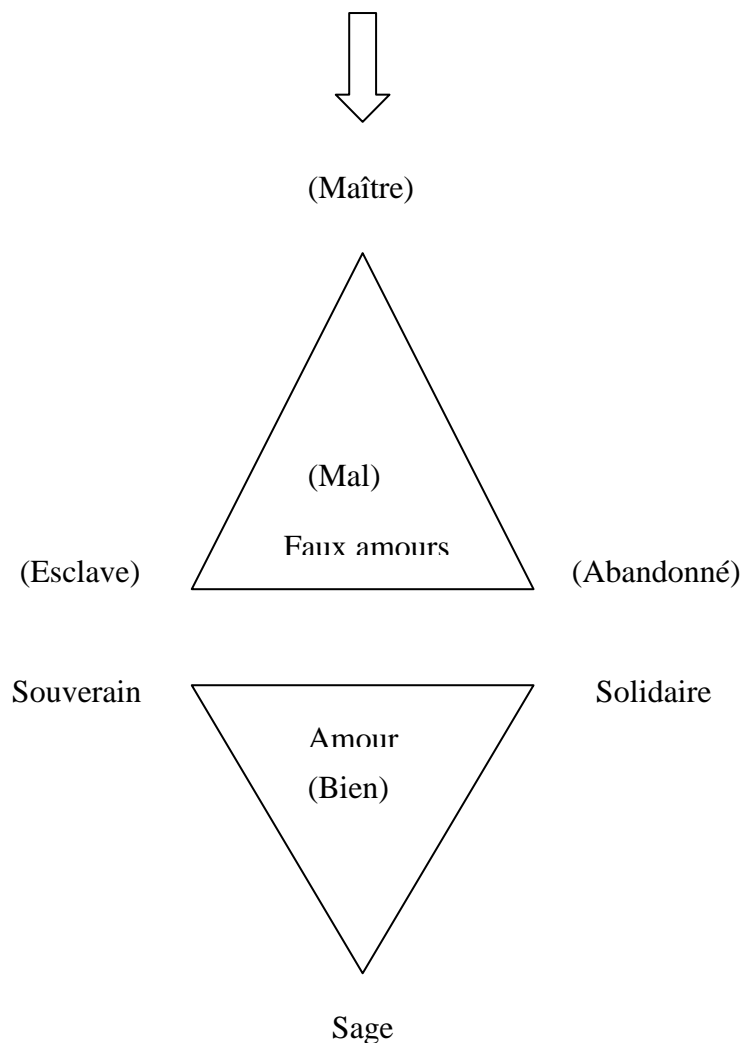 (Maître)
(Mal)
Faux amours
(Esclave) (Abandonné)
Souverain Solidaire
Amour
(Bien)
Sage